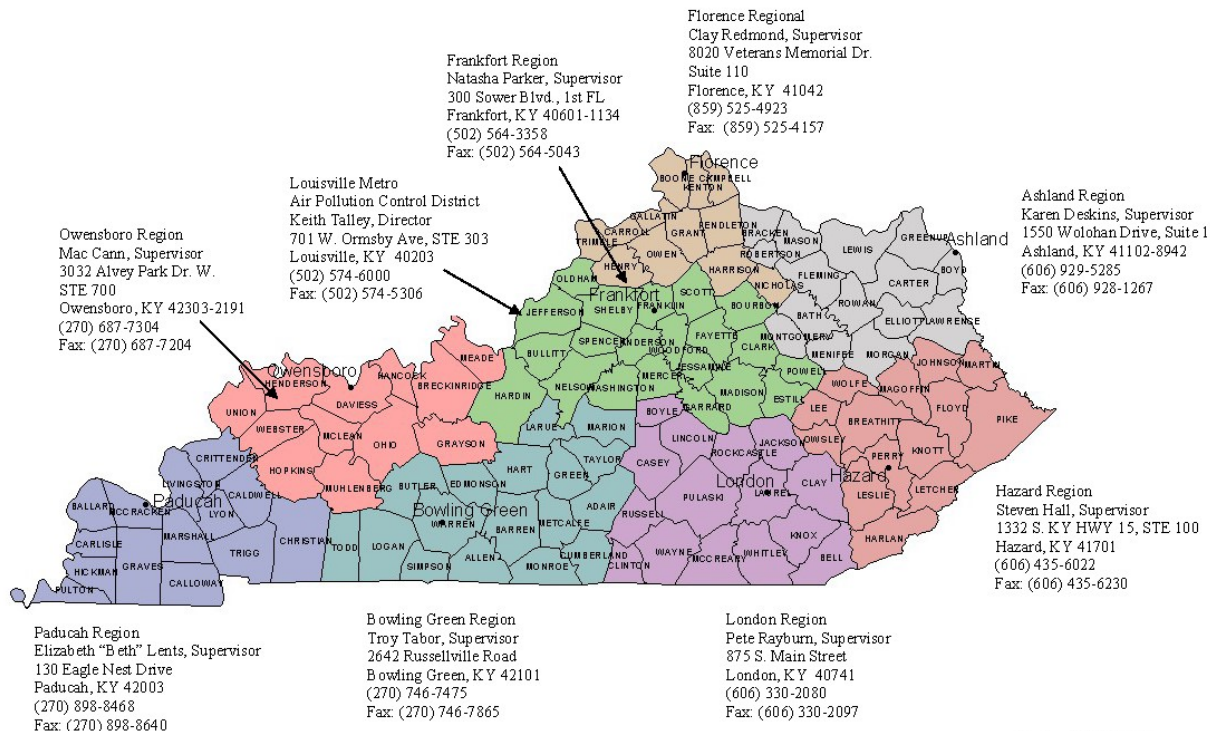 Florence Regional
Clay Redmond, Supervisor
8020 Veterans Memorial Dr.
Suite 110
Florence, KY 41042
(859) 525-4923
Fax: (859) 525-4157
Frankfort Region
Natasha Parker, Supervisor
300 Sower Blvd., 1st FL
Frankfort, KY 40601-1134
(502) 564-3358
Fax: (502) 564-5043
Louisville Metro
Air Pollution Control District
Keith Talley, Director
701 W. Ormsby Ave, STE 303
Louisville, KY 40203
(502) 574-6000
Fax: (502) 574-5306
Ashland Region
Karen Deskins, Supervisor
1550 Wolohan Drive, Suite 1
Ashland, KY 41102-8942
(606) 929-5285
Fax: (606) 928-1267
Owensboro Region
Mac Cann, Supervisor
3032 Alvey Park Dr. W.
STE 700
Owensboro, KY 42303-2191
(270) 687-7304
Fax: (270) 687-7204
Florence
BOONE
CAMPBELL
KENTON
GALLATIN
PENDLETON
CARROLL
GRANT
TRIMBLE
OWEN
HENRY
HARRISON
NICHOLAS
BRACKEN
MASON
LEWIS
GREENUP
Ashland
ROBERTSON
BOYD
FLEMING
CARTER
ROWAN
BATH
ELLIOTT
LAWRENCE
MONTGOMERY
MENIFEE
MORGAN
OLDHAM
Frankfort
SCOTT
JEFFERSON
SHELBY
FRANKLIN
BOURBON
SPENCER
ANDERSON
FAYETTE
WOODFORD
CLARK
BULLITT
JESSAMINE
POWELL
NELSON
WASHINGTON
MERCER
MADISON
HARDIN
GARRARD
ESTILL
MEADE
Owensboro
HANCOCK
BRECKINRIDGE
HENDERSON
DAVIESS
UNION
WEBSTER
MCLEAN
OHIO
GRAYSON
HOPKINS
MUHLENBERG
JOHNSON
MARTIN
WOLFE
MAGOFFIN
LEE
FLOYD
PIKE
BREATHITT
OWSLEY
PERRY
KNOTT
Hazard
LESLIE
LETCHER
HARLAN
BOYLE
LINCOLN
JACKSON
ROCKCASTLE
CASEY
London
LAUREL
CLAY
PULASKI
RUSSELL
KNOX
WAYNE
WHITLEY
BELL
MCCREARY
CLINTON
LARUE
MARION
TAYLOR
HART
GREEN
BUTLER
EDMONSON
ADAIR
Bowling Green
WARREN
METCALFE
BARREN
TODD
LOGAN
ALLEN
CUMBERLAND
SIMPSON
MONROE
CRITTENDEN
LIVINGSTON
CALDWELL
Paducah
BALLARD
MCCRACKEN
LYON
MARSHALL
CHRISTIAN
CARLISLE
TRIGG
GRAVES
HICKMAN
CALLOWAY
FULTON
Hazard Region
Steven Hall, Supervisor
1332 S. KY HWY 15, STE 100
Hazard, KY 41701
(606) 435-6022
Fax: (606) 435-6230
Paducah Region
Elizabeth “Beth” Lents, Supervisor
130 Eagle Nest Drive
Paducah, KY 42003
(270) 898-8468
Fax: (270) 898-8640
Bowling Green Region
Troy Tabor, Supervisor
2642 Russellville Road
Bowling Green, KY 42101
(270) 746-7475
Fax: (270) 746-7865
London Region
Pete Rayburn, Supervisor
875 S. Main Street
London, KY 40741
(606) 330-2080
Fax: (606) 330-2097